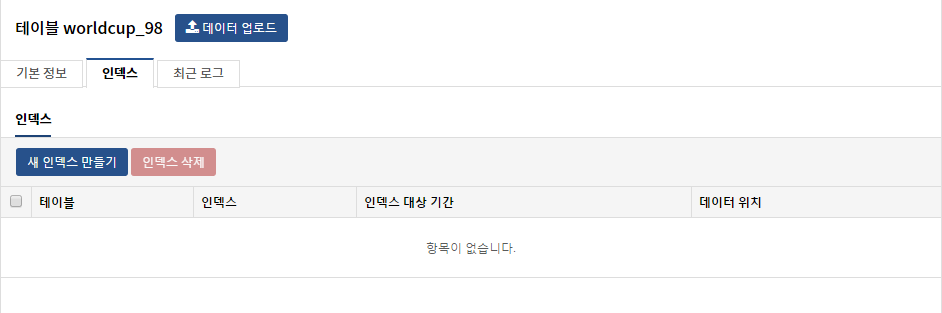 테이블 worldcup_98 데이터 업로드
기본 정보 인덱스 최근 로그
인덱스
새 인덱스 만들기 인덱스 삭제
테이블 인덱스 인덱스 대상 기간 데이터 위치
항목이 없습니다.